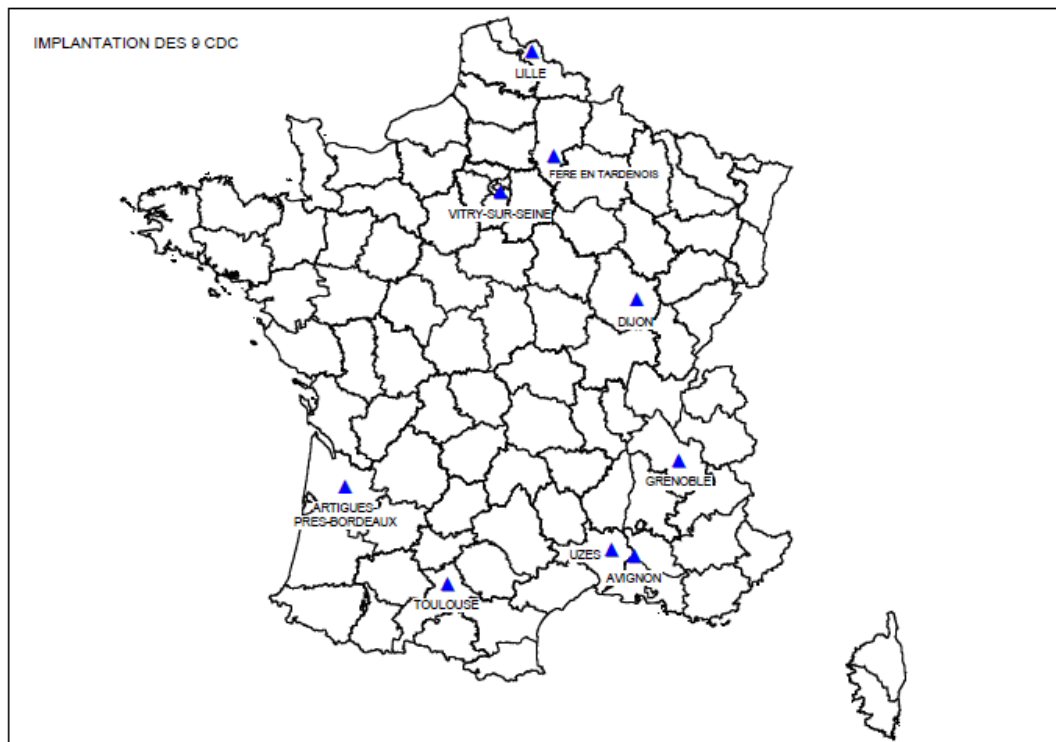 IMPLANTATION DES 9 CDC
LILLE
FERE EN TARDENOIS
VITRY-SUR-SEINE
DIJON
GRENOBLE
ARTIGUES-
PRES-BORDEAUX
UZES
AVIGNON
TOULOUSE